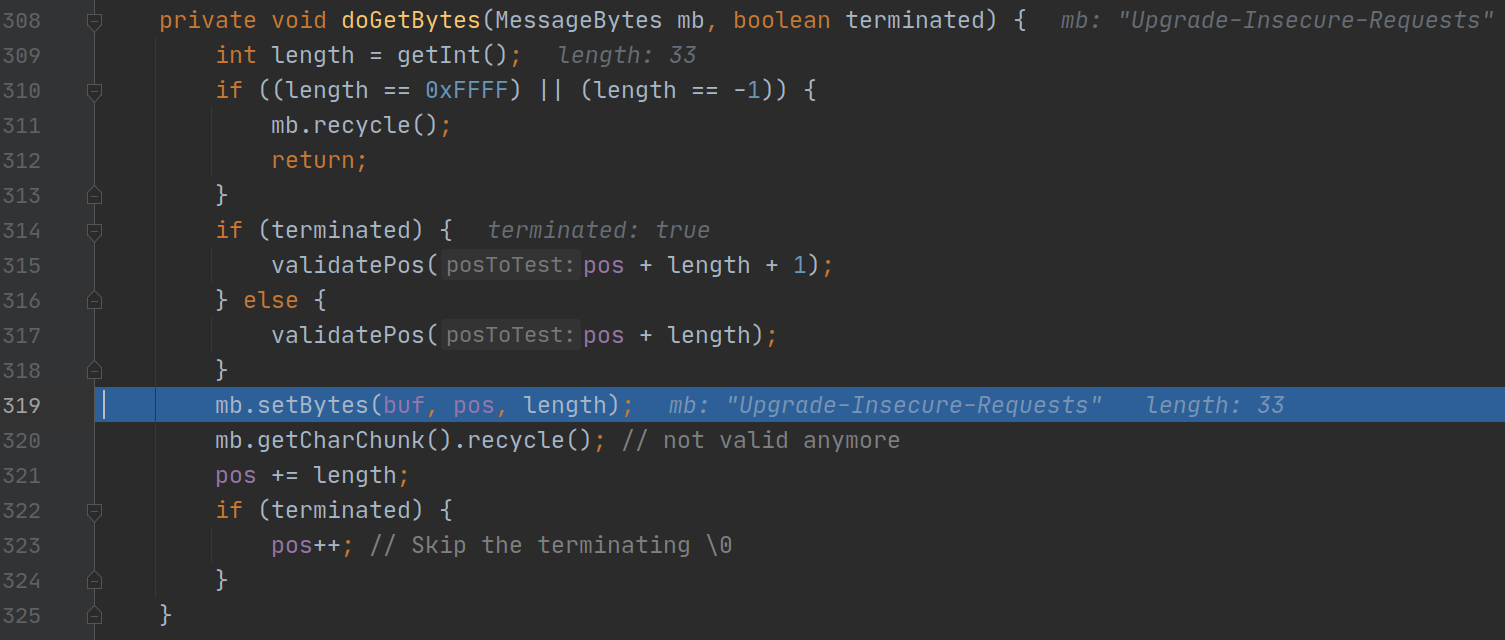 308 private void doGetBytes(MessageBytes mb, boolean terminated) { mb: "Upgrade-Insecure-Requests"
309 int length = getInt(); length: 33
310 if ((length == 0xFFFF) || (length == -1)) {
311 mb.recycle();
312 return;
313 }
314 if (terminated) { terminated: true
315 validatePos( posToTest: pos + length + 1);
316 } else {
317 validatePos( posToTest: pos + length);
318 }
319 mb.setBytes(buf, pos, length); mb: "Upgrade-Insecure-Requests" length: 33
320 mb.getCharChunk().recycle(); // not valid anymore
321 pos += length;
322 if (terminated) {
323 pos++; // Skip the terminating \0
324 }
325 }